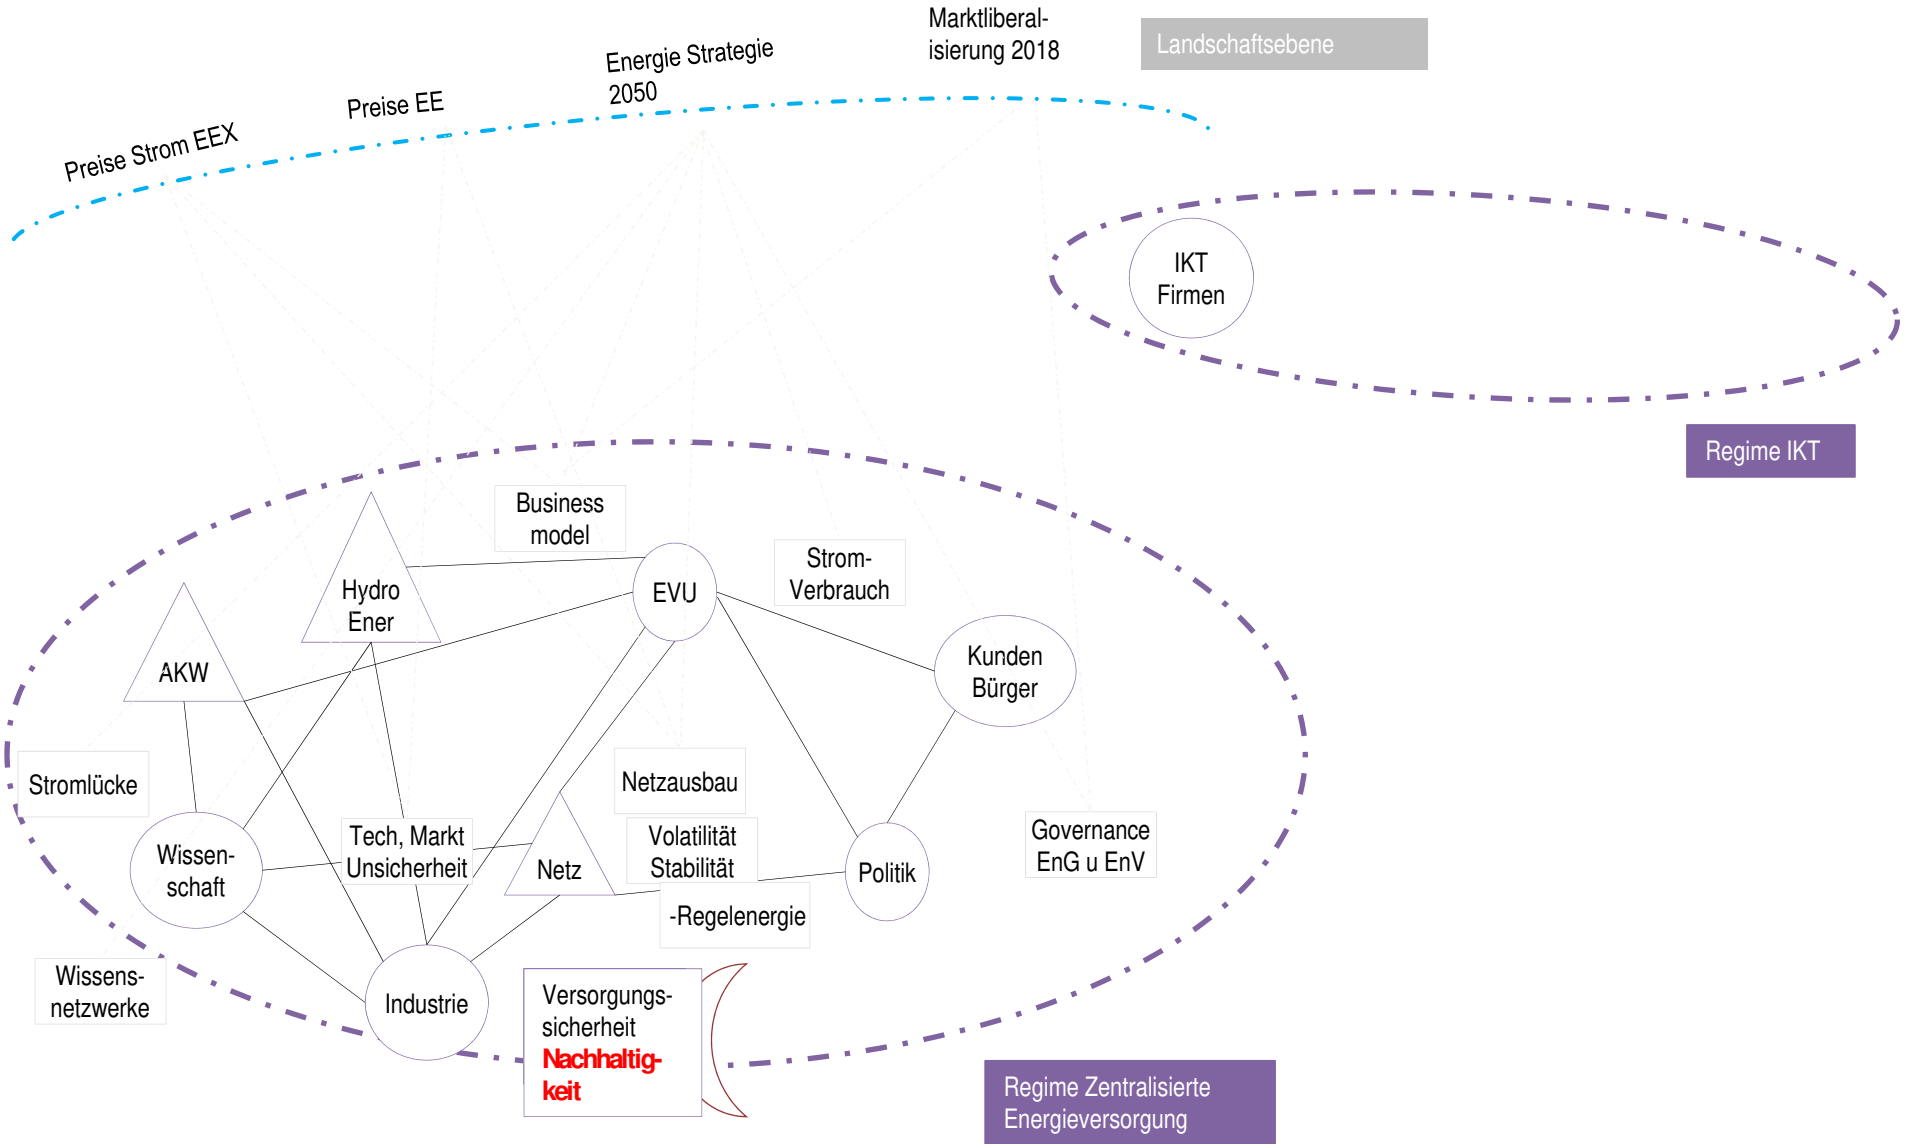 Marktliberal-
isierung 2018
Landschaftsebene
Energie Strategie
2050
Preise EE
Preise Strom EEX
IKT
Firmen
Regime IKT
Business
model
Strom-
Verbrauch
Hydro
Ener
EVU
AKW
Kunden
Bürger
Stromlücke
Netzausbau
Wissen-
schaft
Tech, Markt
Unsicherheit
Netz
Volatilität
Stabilität
-Regelenergie
Politik
Governance
EnG u EnV
Wissens-
netzwerke
Industrie
Versorgungs-
sicherheit
Nachhaltig-
keit
Regime Zentralisierte
Energieversorgung